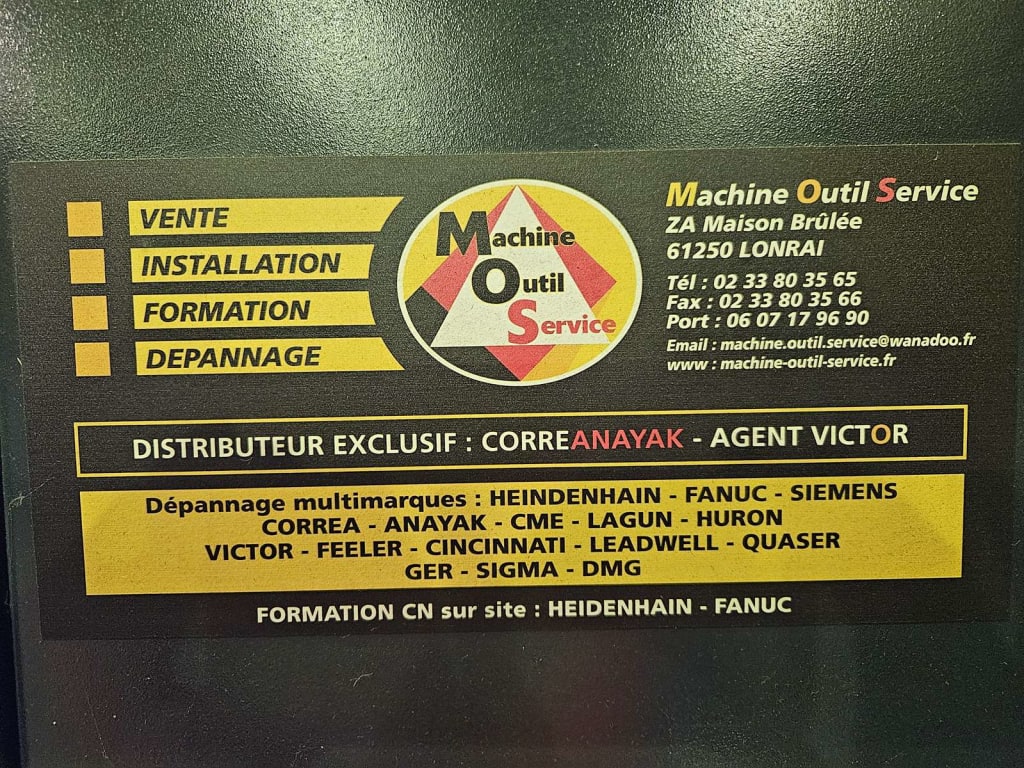 VENTE
INSTALLATION
FORMATION
DEPANNAGE
Machine
Outil
Service
Machine Outil Service
ZA Maison Brûlée
61250 LONRAI
Tél : 02 33 80 35 65
Fax : 02 33 80 35 66
Port : 06 07 17 96 90
Email : machine.outil.service@wanadoo.fr
www : machine-outil-service.fr
DISTRIBUTEUR EXCLUSIF : CORREANAYAK - AGENT VICTOR
Dépannage multimarques : HEINDENHAIN - FANUC - SIEMENS
CORREA - ANAYAK - CME - LAGUN - HURON
VICTOR - FEELER - CINCINNATI - LEADWELL - QUASER
GER - SIGMA - DMG
FORMATION CN sur site : HEIDENHAIN - FANUC